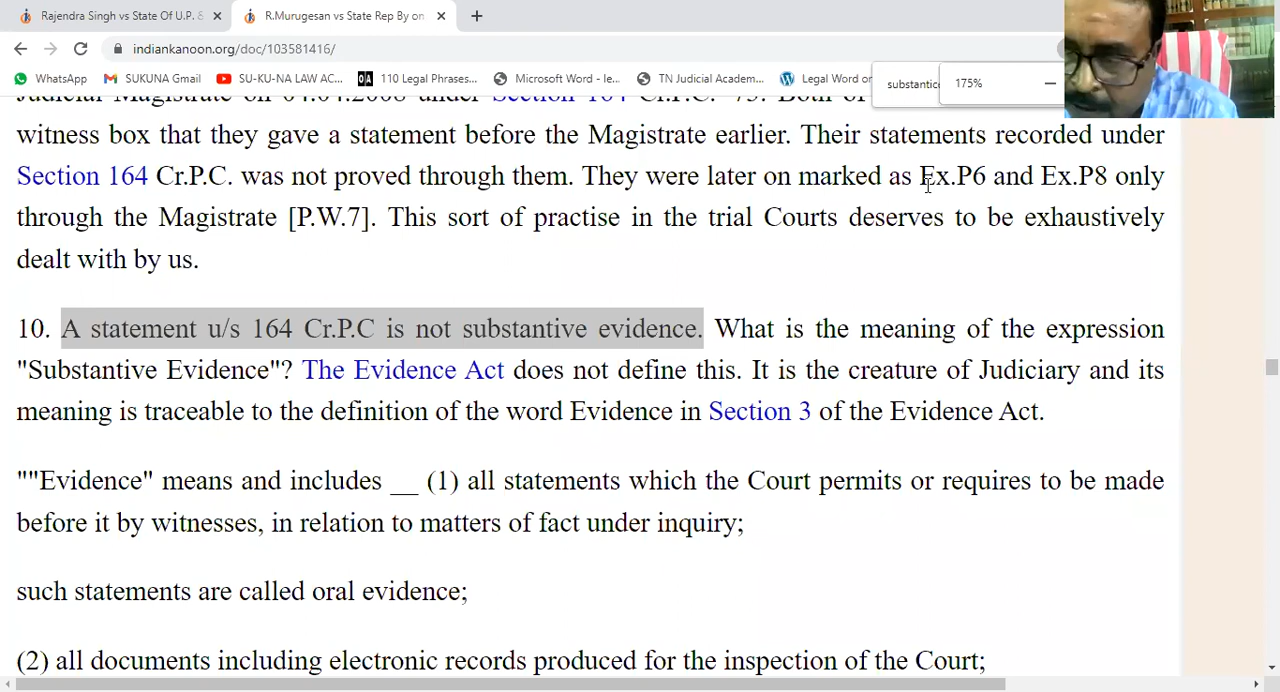 Rajendra Singh vs State Of U.P. &
R.Murugesan vs State Rep By on
indiankanoon.org/doc/103581416/
WhatsApp
SUKUNA Gmail
SU-KU-NA LAW AC...
110 Legal Phrases...
Microsoft Word - le...
TN Judicial Academ...
Legal Word or
substantive
175%
witness box that they gave a statement before the Magistrate earlier. Their statements recorded under
Section 164 Cr.P.C. was not proved through them. They were later on marked as Ex.P6 and Ex.P8 only
through the Magistrate [P.W.7]. This sort of practise in the trial Courts deserves to be exhaustively
dealt with by us.
10. A statement u/s 164 Cr.P.C is not substantive evidence. What is the meaning of the expression
"Substantive Evidence"? The Evidence Act does not define this. It is the creature of Judiciary and its
meaning is traceable to the definition of the word Evidence in Section 3 of the Evidence Act.
""Evidence" means and includes __ (1) all statements which the Court permits or requires to be made
before it by witnesses, in relation to matters of fact under inquiry;
such statements are called oral evidence;
(2) all documents including electronic records produced for the inspection of the Court;